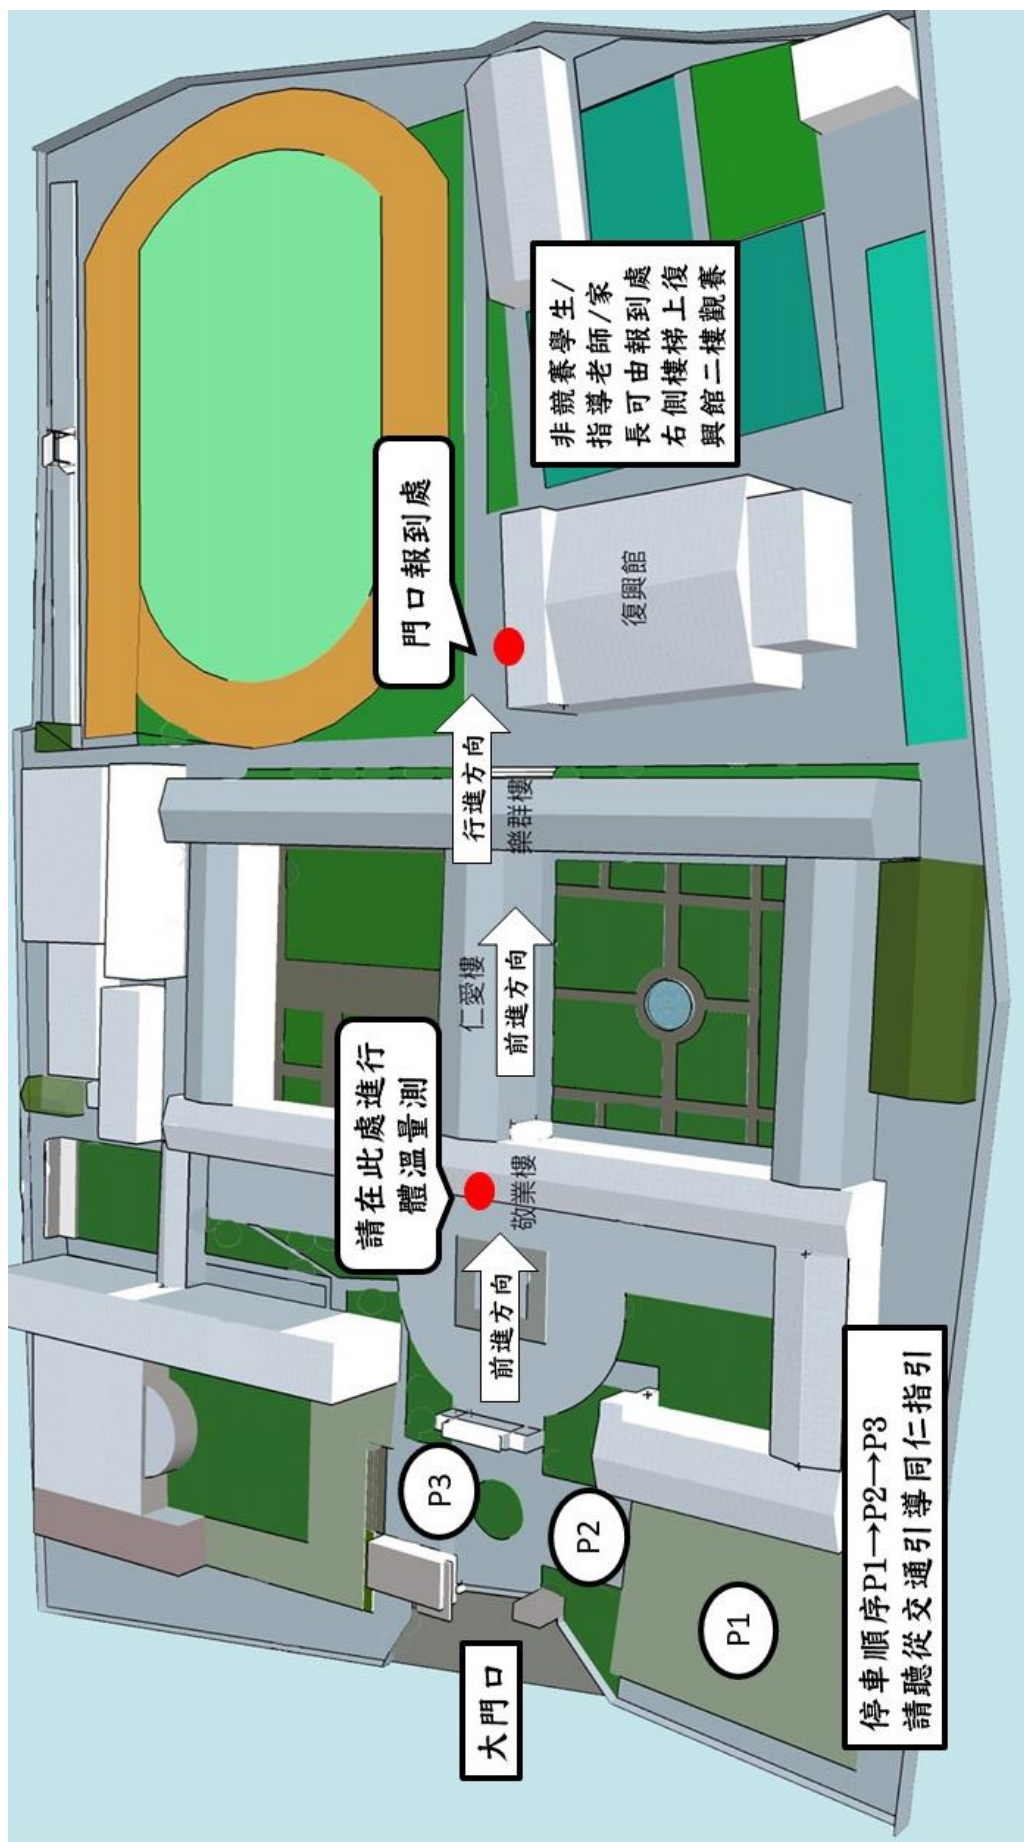 大門口
P1
P2
P3
停車順序P1→P2→P3
請聽從交通引導同仁指引
前進方向
請在此處進行
體溫量測
敬業樓
仁愛樓
前進方向
樂群樓
行進方向
門口報到處
復興館
非競賽學生/
指導老師/家
長可由報到處
右側樓梯上復
興館二樓觀賽